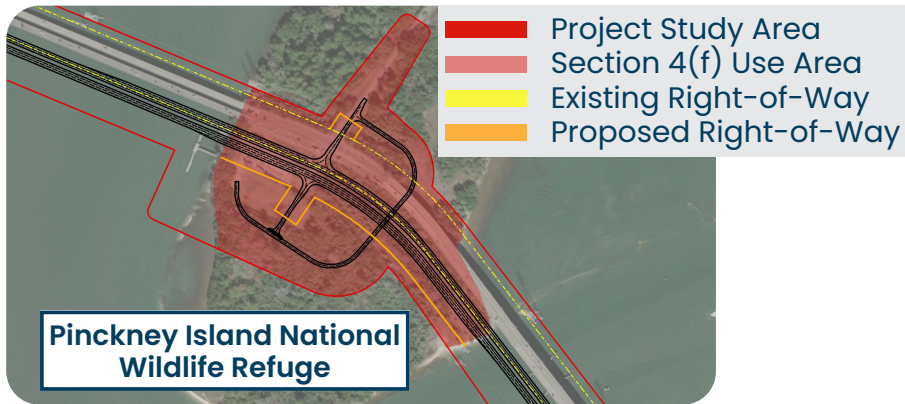 Project Study Area
Section 4(f) Use Area
Existing Right-of-Way
Proposed Right-of-Way
Pinckney Island National
Wildlife Refuge